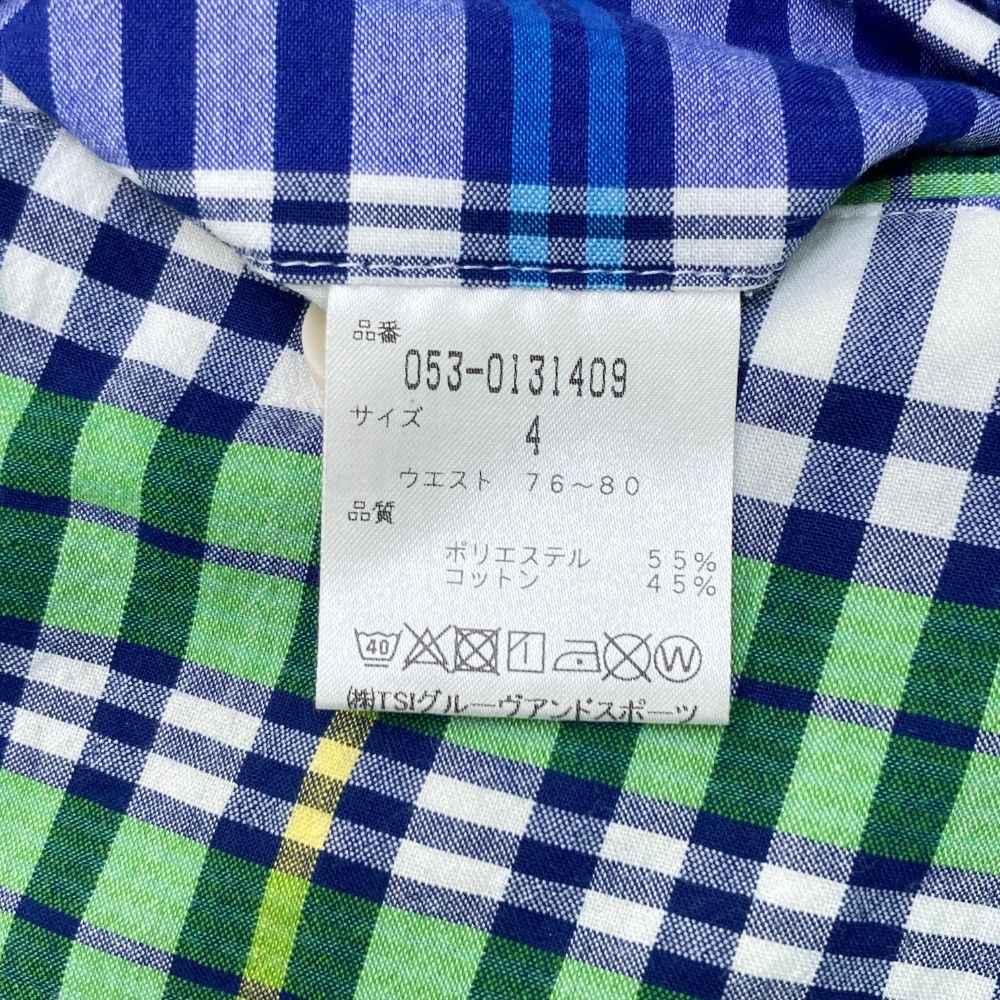 品番
053-0131409
サイズ
4
ウエスト 76～80
品質
ポリエステル 55%
コットン 45%
40 W
(株)TSIグルーヴアンドスポーツ